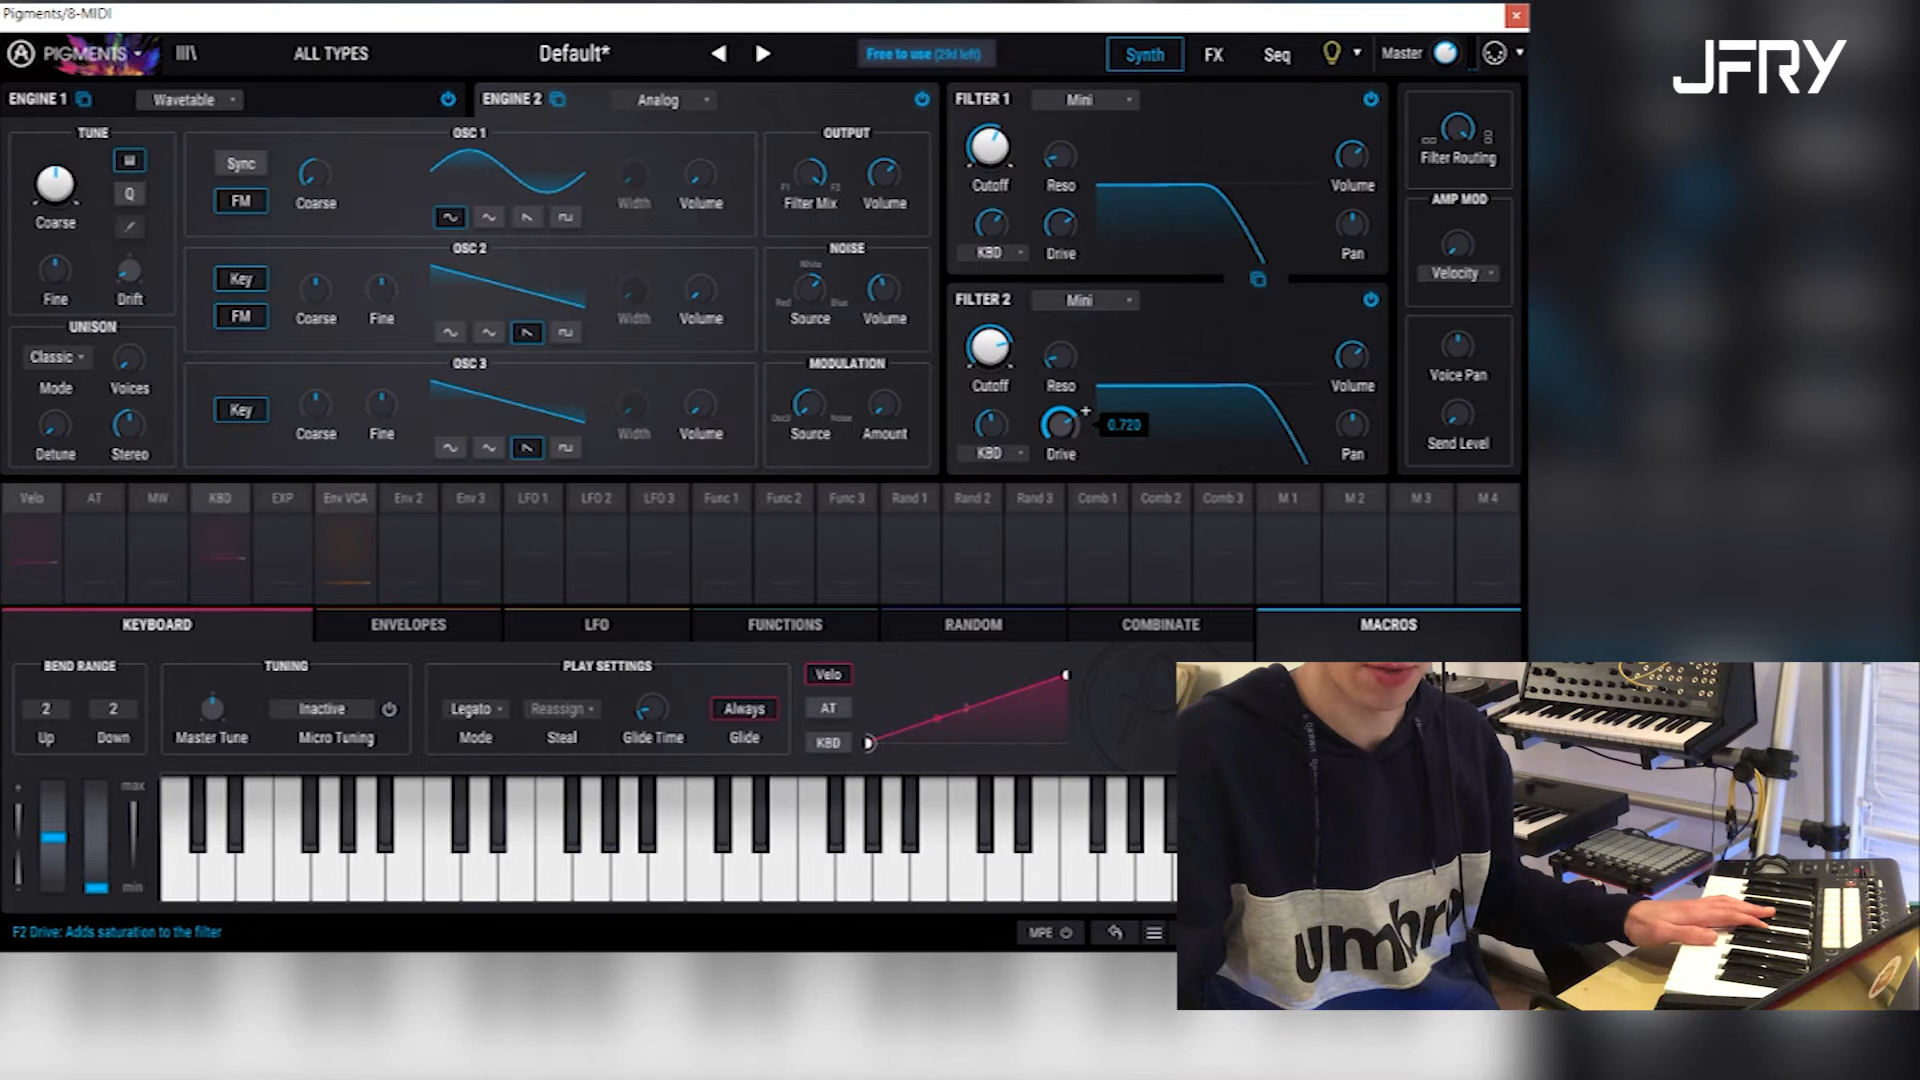 Pigments/8-MIDI
JFRY
PIGMENTS
ALL TYPES
Default*
Free to use (29d left)
Synth
FX
Seq
Master
ENGINE 1
Wavetable
ENGINE 2
Analog
FILTER 1
Mini
TUNE
Coarse
Q
Fine
Drift
UNISON
Classic
Mode
Voices
Detune
Stereo
OSC 1
Sync
FM
Coarse
Width
Volume
OSC 2
Key
FM
Coarse
Fine
Width
Volume
OSC 3
Key
Coarse
Fine
Width
Volume
OUTPUT
F1
F2
Filter Mix
Volume
NOISE
White
Red
Blue
Source
Volume
MODULATION
Osc3
Noise
Source
Amount
Cutoff
Reso
KBD
Drive
Volume
Pan
FILTER 2
Mini
Cutoff
Reso
KBD
Drive
0.720
Volume
Pan
Filter Routing
AMP MOD
Velocity
Voice Pan
Send Level
Velo AT MW KBD EXP Env VCA Env 2 Env 3 LFO 1 LFO 2 LFO 3 Func 1 Func 2 Func 3 Rand 1 Rand 2 Rand 3 Comb 1 Comb 2 Comb 3 M 1 M 2 M 3 M 4
KEYBOARD ENVELOPES LFO FUNCTIONS RANDOM COMBINATE MACROS
BEND RANGE
2 2
Up Down
TUNING
Inactive
Master Tune Micro Tuning
PLAY SETTINGS
Legato Reassign Always
Mode Steal Glide Time Glide
Velo
AT
KBD
max
min
F2 Drive: Adds saturation to the filter
MPE
umbro